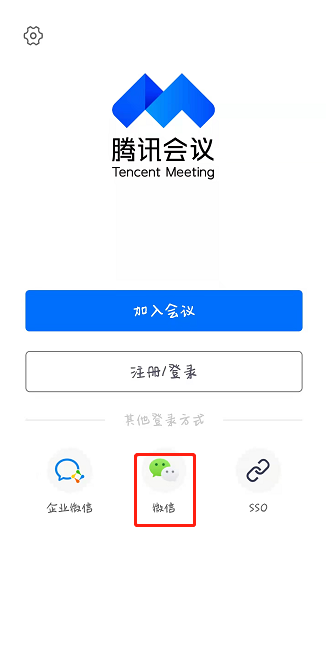 腾讯会议
Tencent Meeting
加入会议
注册/登录
其他登录方式
企业微信
微信
SSO